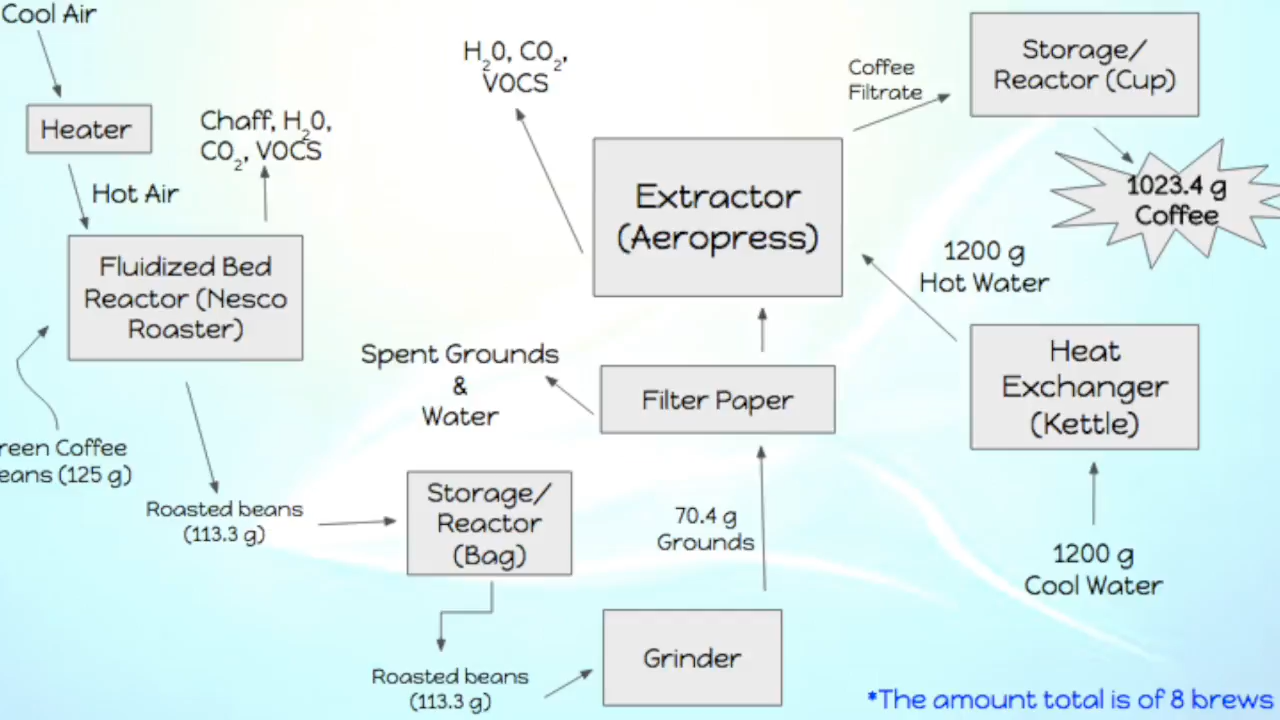 Cool Air
Heater
Hot Air
Chaff, H₂0,
CO₂, VOCS
Fluidized Bed
Reactor (Nesco
Roaster)
reen Coffee
eans (125 g)
Roasted beans
(113.3 g)
Storage/
Reactor
(Bag)
Roasted beans
(113.3 g)
Grinder
70.4 g
Grounds
Filter Paper
Spent Grounds
&
Water
Extractor
(Aeropress)
H₂0, CO₂,
VOCS
Coffee
Filtrate
Storage/
Reactor (Cup)
1023.4 g
Coffee
1200 g
Hot Water
Heat
Exchanger
(Kettle)
1200 g
Cool Water
*The amount total is of 8 brews